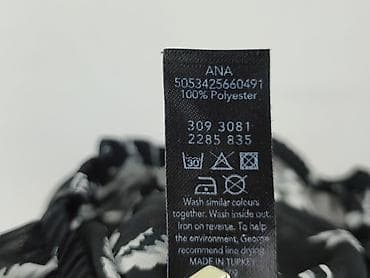 ANA
5053425660491
100% Polyester
309 3081
2285 835
30
Wash similar colours
together. Wash inside out.
Iron on reverse. To help
the environment, George
recommend line drying
MADE IN TURKEY